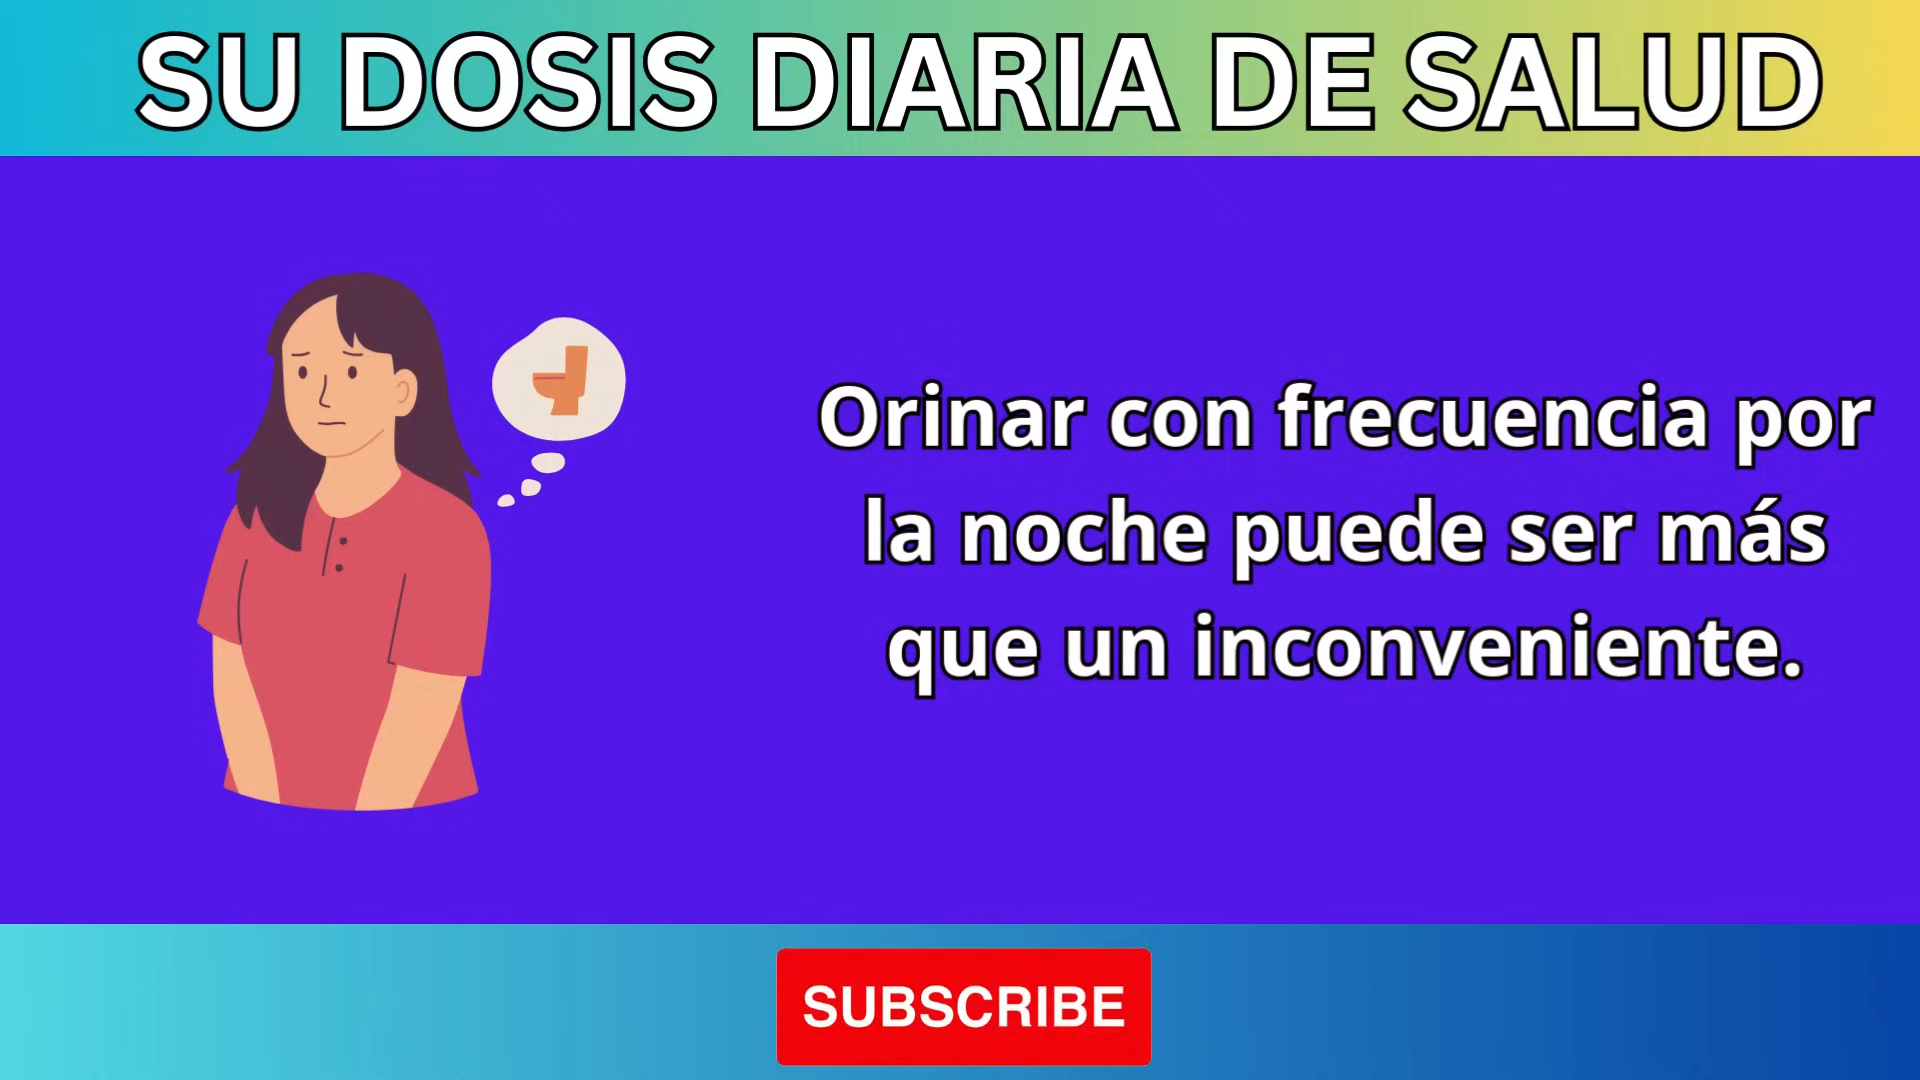 SU DOSIS DIARIA DE SALUD
Orinar con frecuencia por
la noche puede ser más
que un inconveniente.
SUBSCRIBE